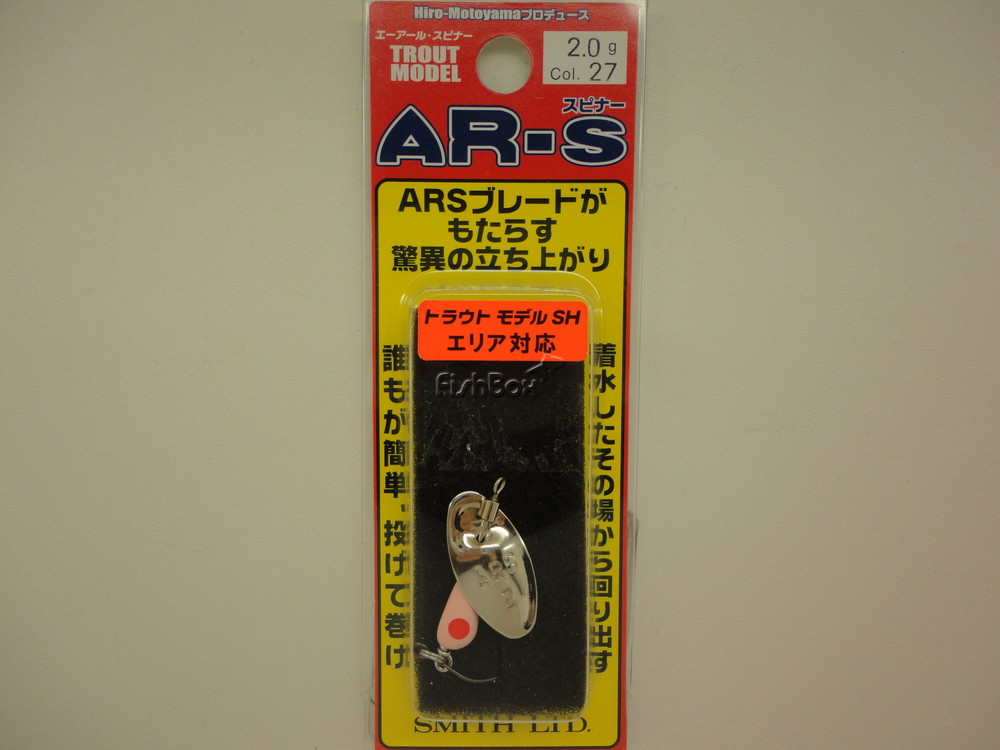 Hiro-Motoyamaプロデュース
エーアール・スピナー
TROUT
MODEL
2.0 g
Col. 27
スピナー
AR-S
ARSブレードが
もたらす
驚異の立ち上がり
トラウト モデル SH
エリア対応
FishBox
着水したその場から回り出す
誰もが簡単、投げて巻け
SMITH LTD.